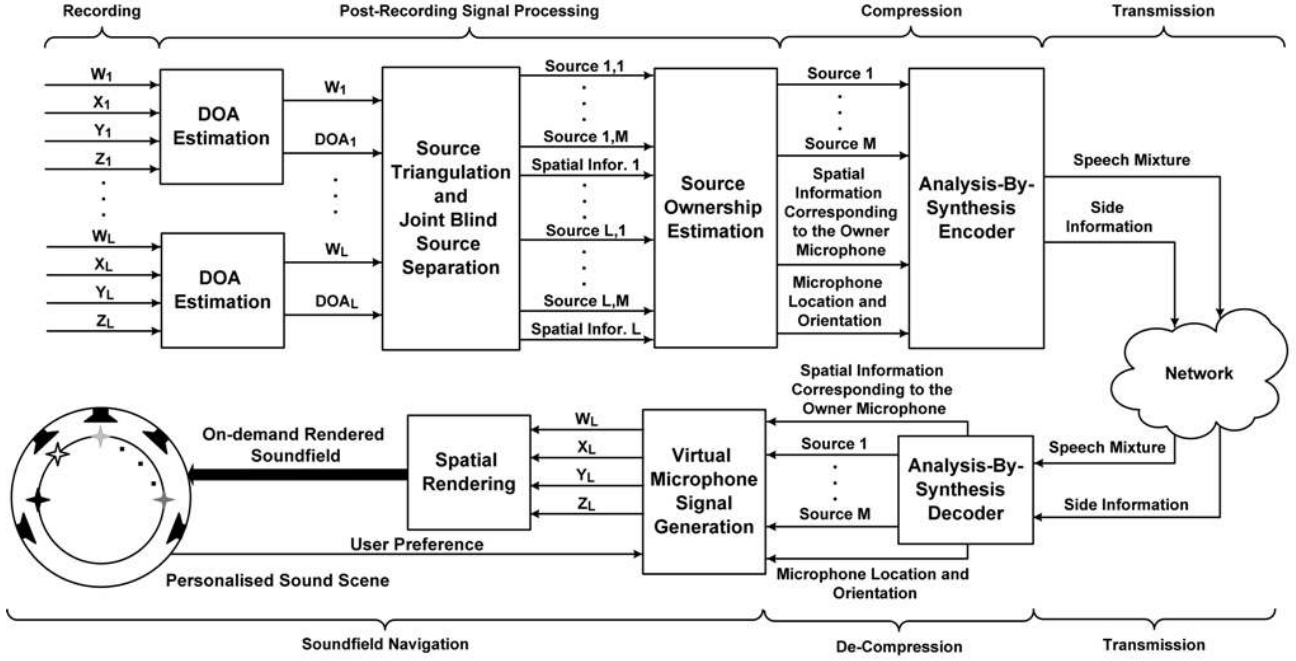 Recording
Post-Recording Signal Processing
Compression
Transmission
W1
X1
Y1
Z1
DOA
Estimation
W1
DOA1
WL
XL
YL
ZL
DOA
Estimation
WL
DOAL
Source
Triangulation
and
Joint Blind
Source
Separation
Source 1,1
Source 1,M
Spatial Infor. 1
Source L,1
Source L,M
Spatial Infor. L
Source
Ownership
Estimation
Source 1
Source M
Spatial
Information
Corresponding
to the Owner
Microphone
Microphone
Location and
Orientation
Analysis-By-
Synthesis
Encoder
Speech Mixture
Side
Information
Network
Speech Mixture
Side Information
Analysis-By-
Synthesis
Decoder
Spatial Information
Corresponding to the
Owner Microphone
Source 1
Source M
Microphone Location and
Orientation
Virtual
Microphone
Signal
Generation
WL
XL
YL
ZL
Spatial
Rendering
On-demand Rendered
Soundfield
User Preference
Personalised Sound Scene
Soundfield Navigation
De-Compression
Transmission